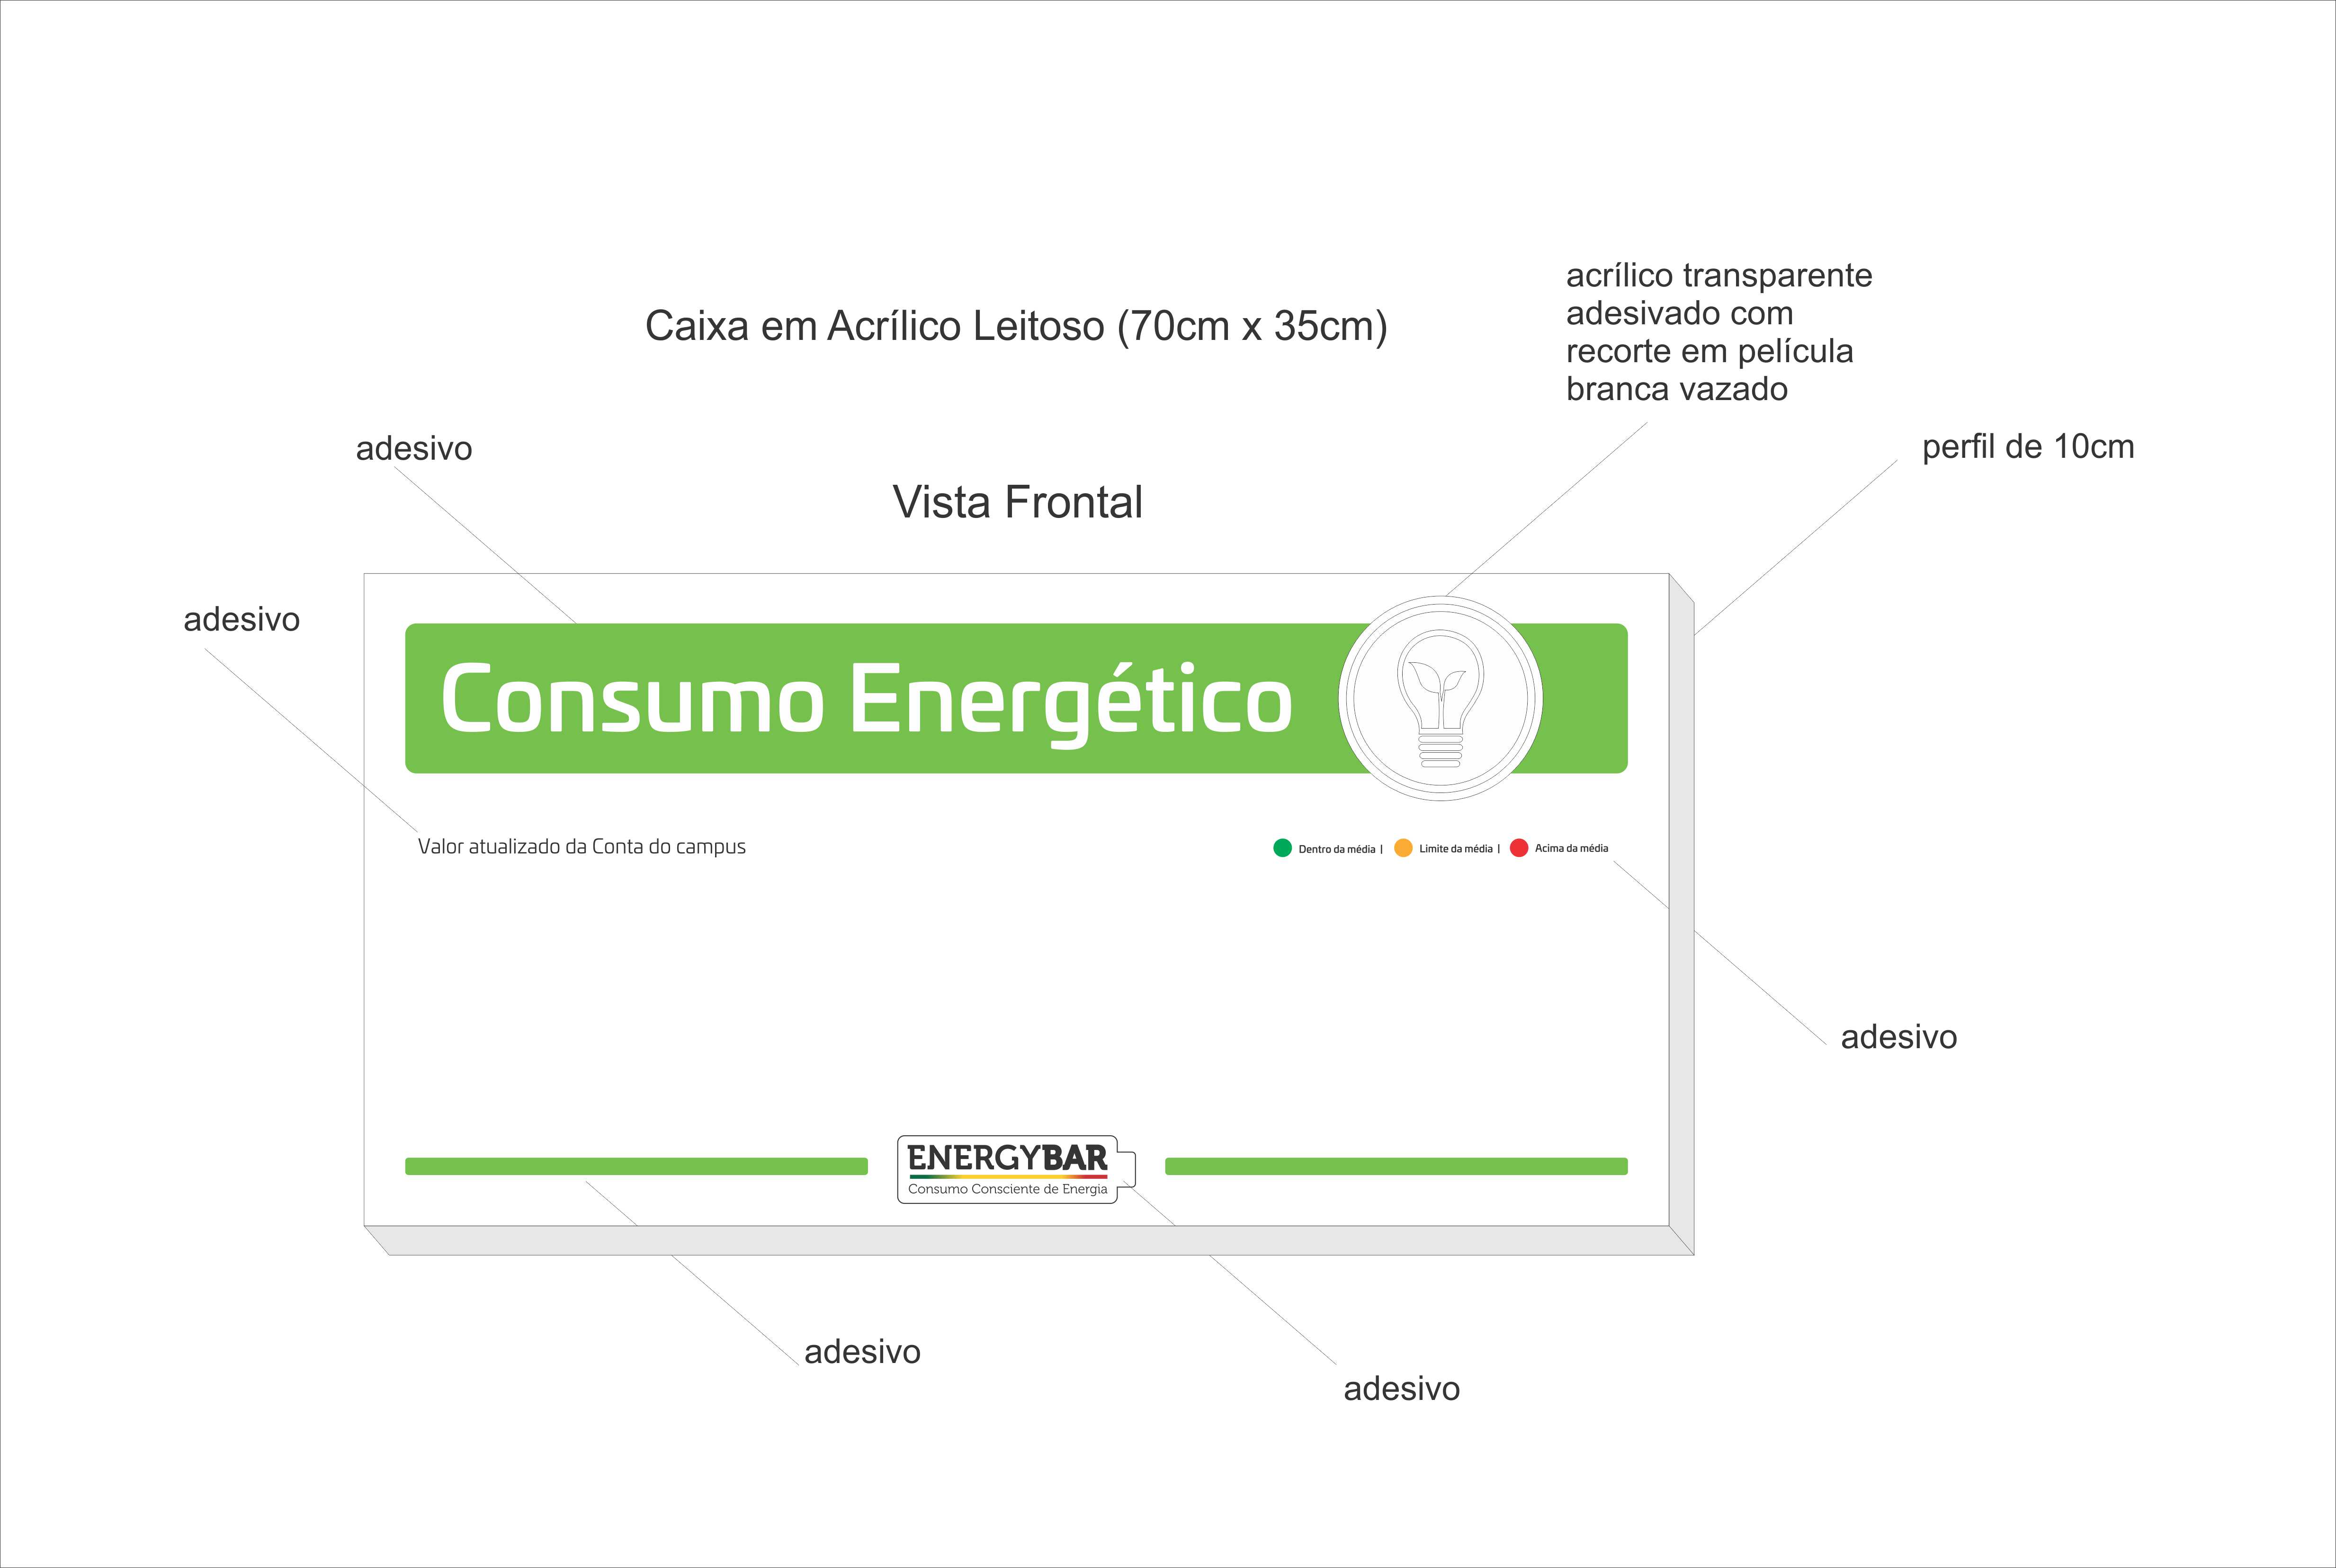 Caixa em Acrílico Leitoso (70cm x 35cm)
acrílico transparente
adesivado com
recorte em película
branca vazado
adesivo
perfil de 10cm
Vista Frontal
adesivo
Consumo Energético
Valor atualizado da Conta do campus
Dentro da média | Limite da média | Acima da média
adesivo
ENERGYBAR
Consumo Consciente de Energia
adesivo
adesivo